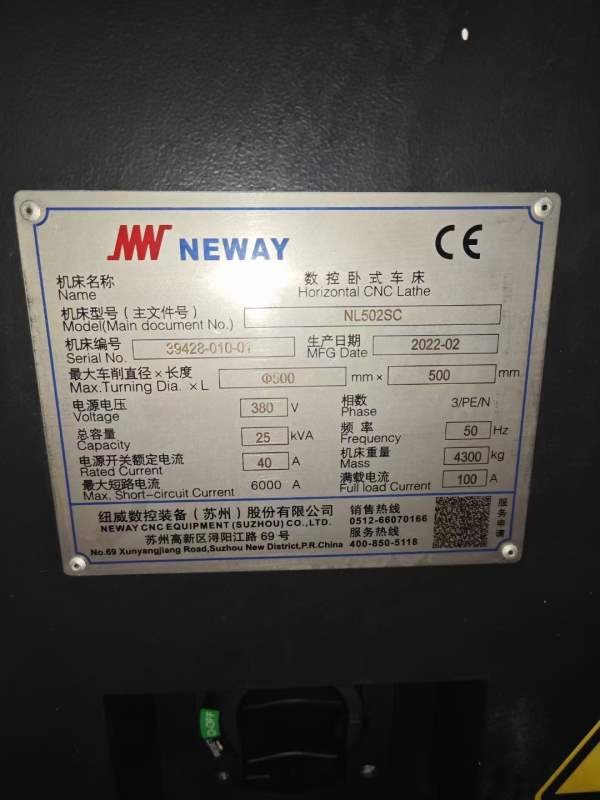 NEWAY CE
机床名称 数控卧式车床
Name Horizontal CNC Lathe
机床型号(主文件号)
Model(Main document No.) NL502SC
机床编号 生产日期
Serial No. 39428-010-01 MFG Date 2022-02
最大车削直径×长度
Max.Turning Dia. × L Φ500 mm× 500 mm
电源电压 相数
Voltage 380 V Phase 3/PE/N
总容量 频率
Capacity 25 kVA Frequency 50 Hz
电源开关额定电流 机床重量
Rated Current 40 A Mass 4300 kg
最大短路电流 满载电流
Max. Short-circuit Current 6000 A Full load Current 100 A
纽威数控装备(苏州)股份有限公司 销售热线
NEWAY CNC EQUIPMENT (SUZHOU) CO.,LTD. 0512-66070166
苏州高新区浔阳江路 69 号 服务热线
No.69 Xunyangjiang Road,Suzhou New District,P.R.China 400-850-5118
服务申请
D-OFF